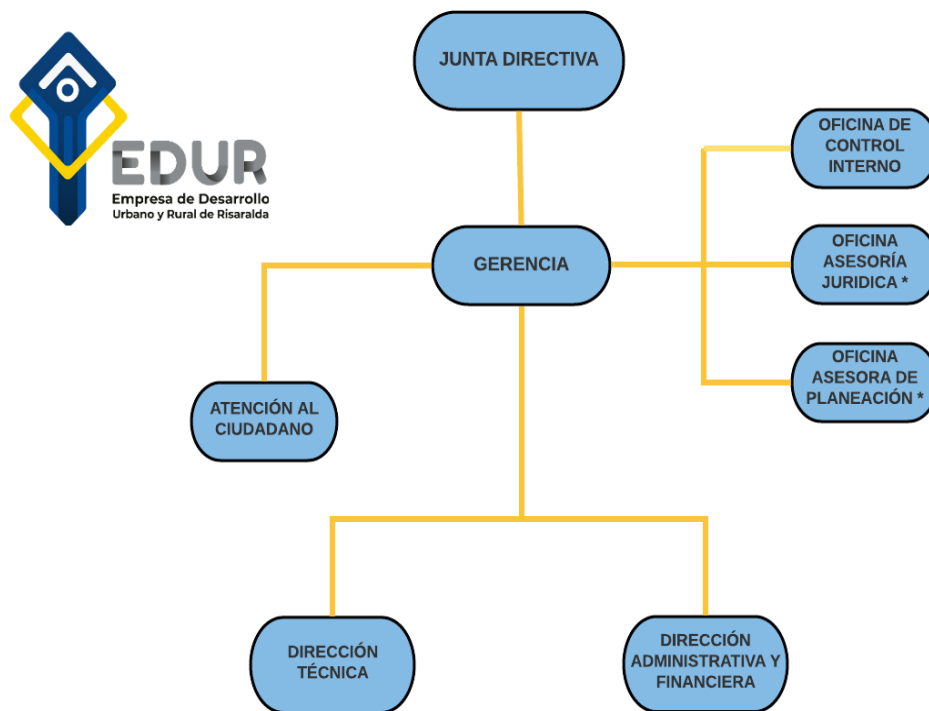 JUNTA DIRECTIVA
EDUR
Empresa de Desarrollo
Urbano y Rural de Risaralda
OFICINA DE
CONTROL
INTERNO
GERENCIA
OFICINA
ASESORÍA
JURIDICA *
OFICINA
ASESORA DE
PLANEACIÓN *
ATENCIÓN AL
CIUDADANO
DIRECCIÓN
TÉCNICA
DIRECCIÓN
ADMINISTRATIVA Y
FINANCIERA